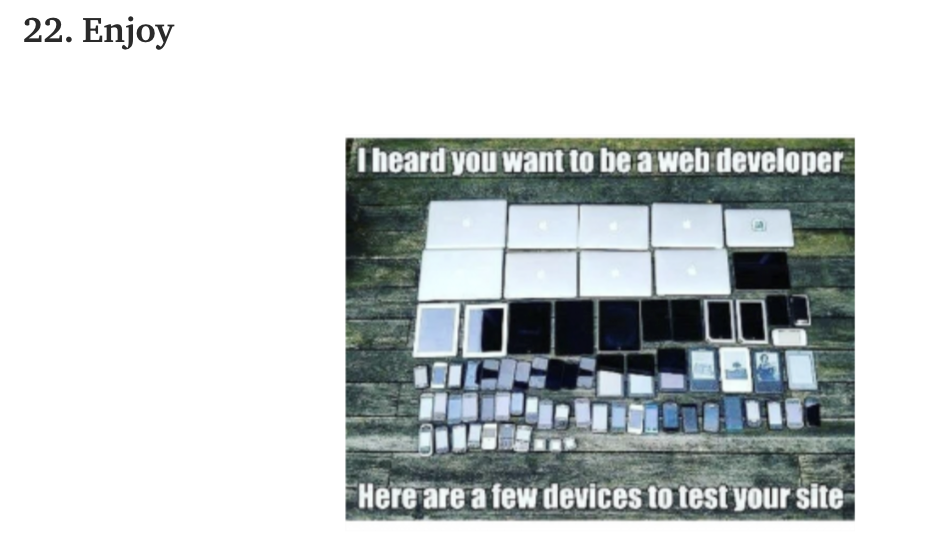 22. Enjoy
I heard you want to be a web developer
Here are a few devices to test your site